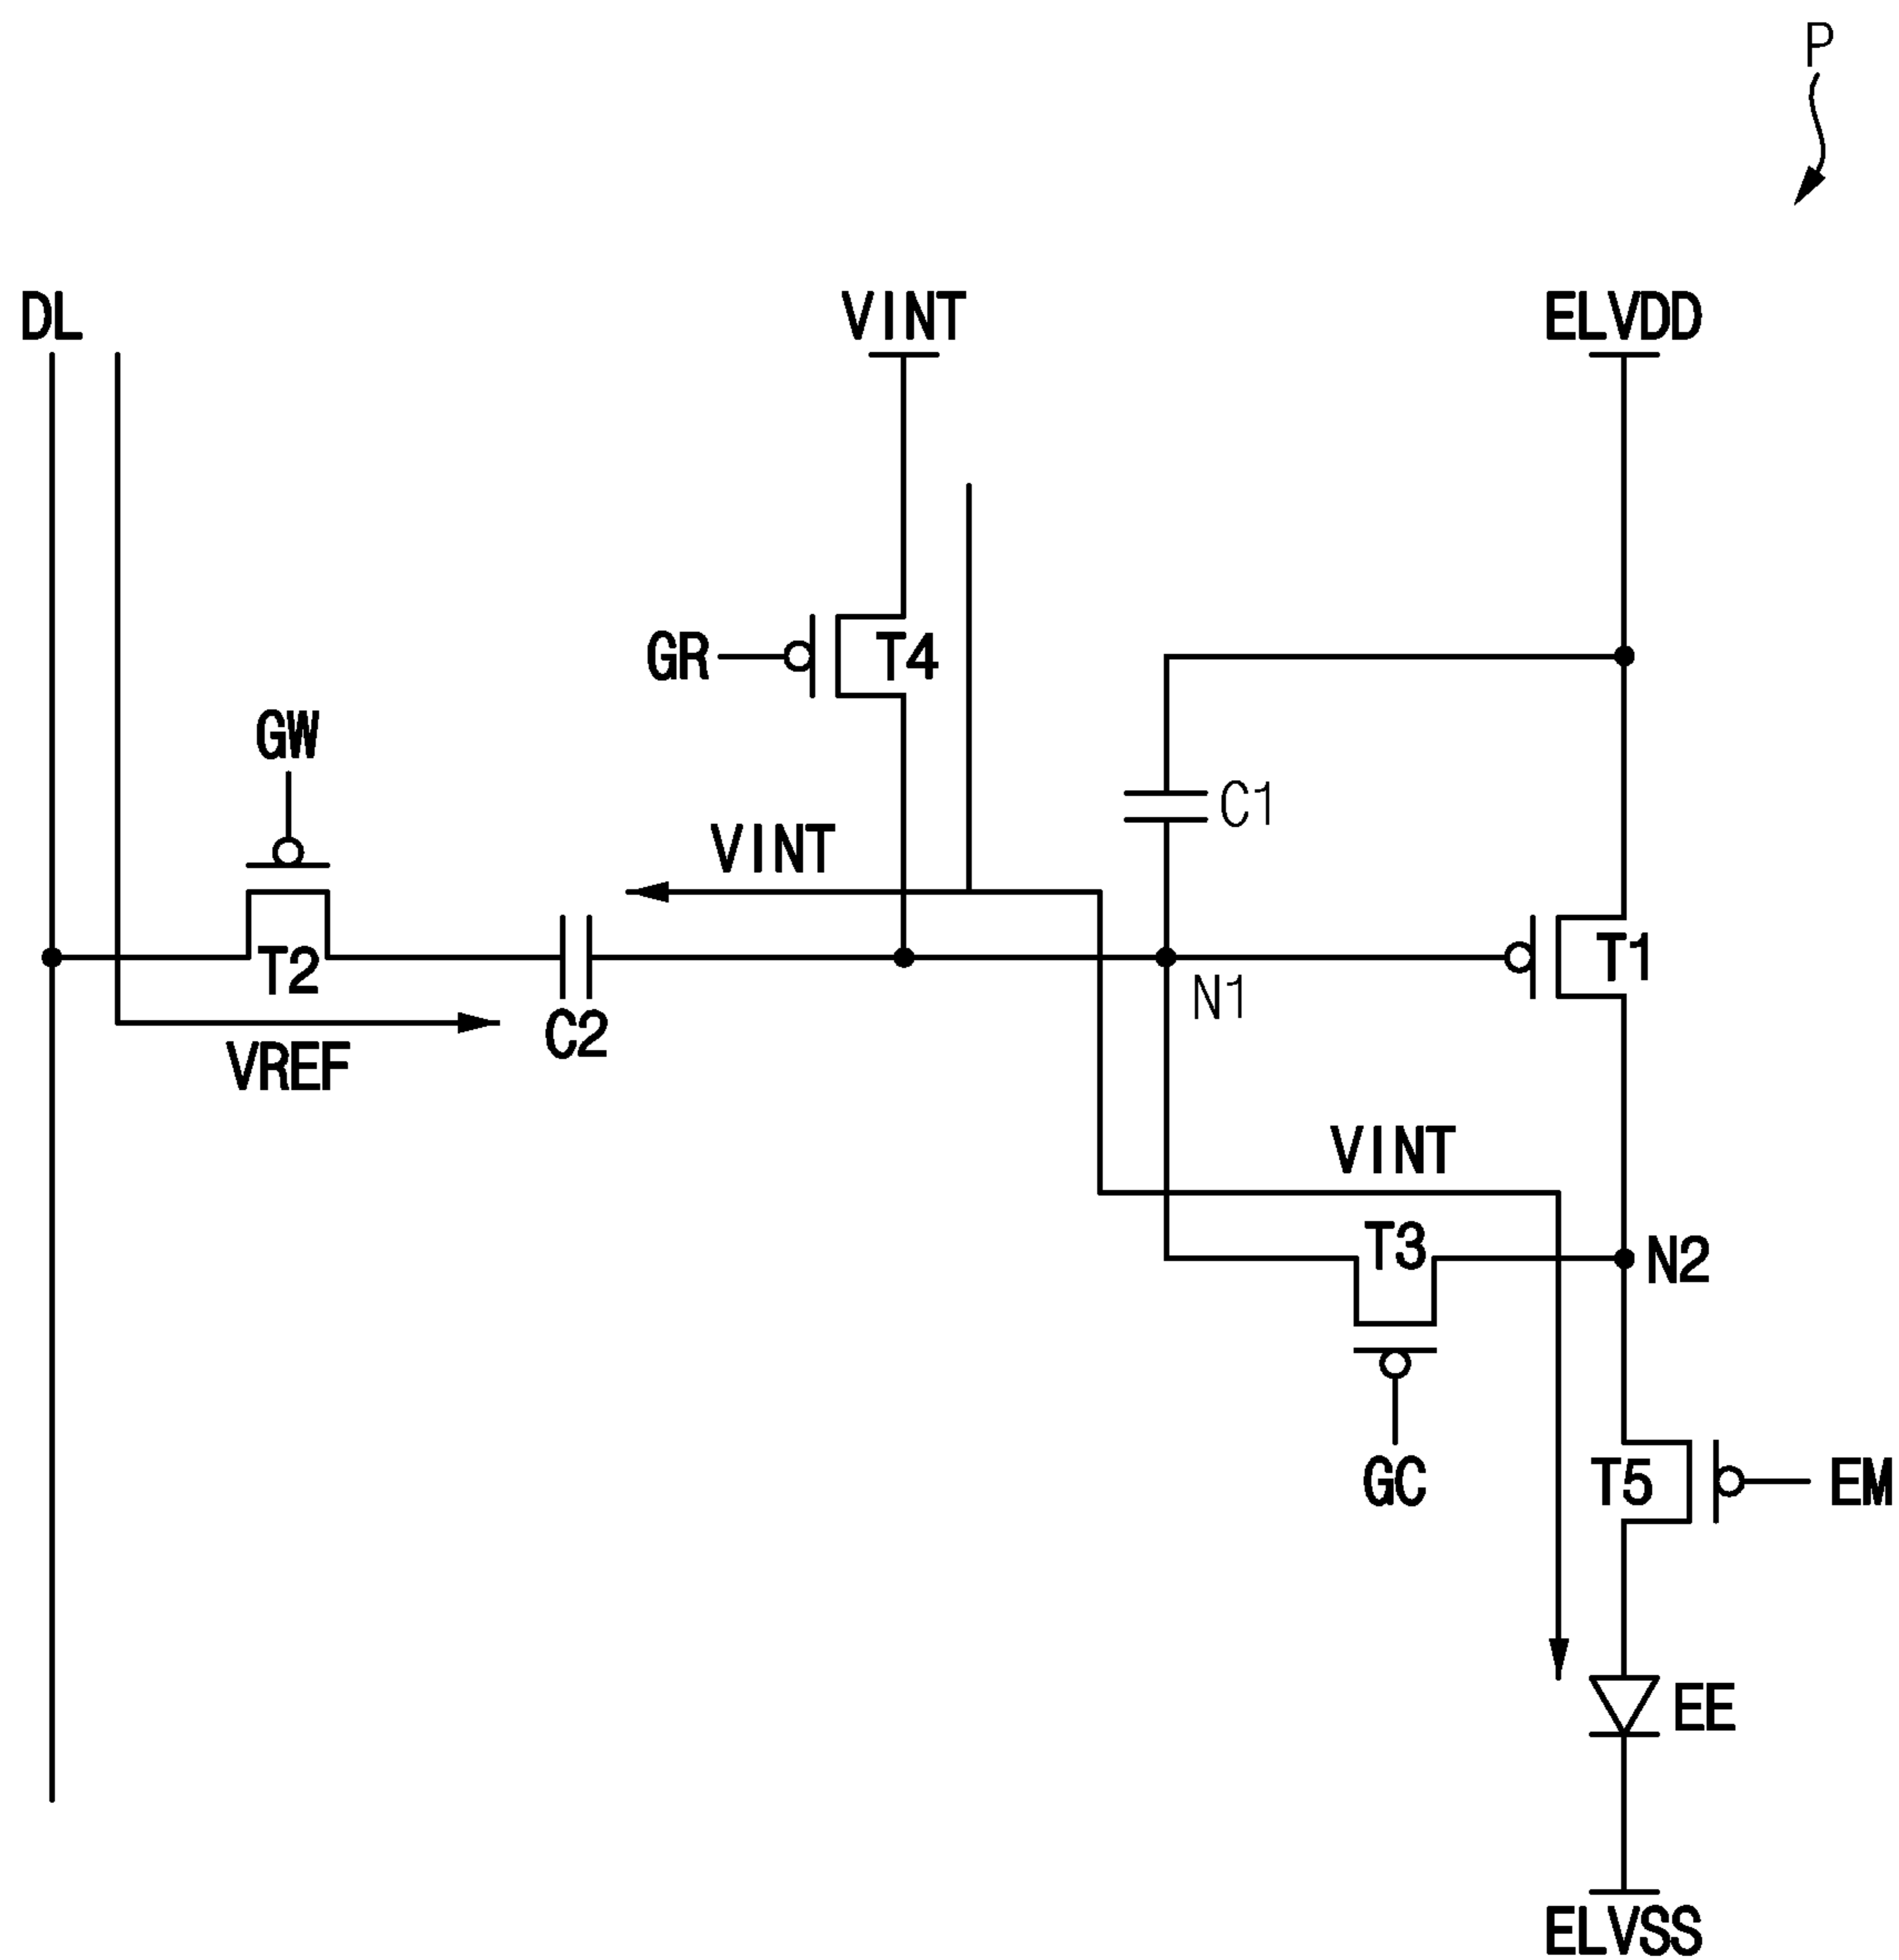 P
DL
VINT
ELVDD
GR
T4
GW
C1
VINT
T2
T1
N1
C2
VREF
VINT
T3
N2
GC
T5
EM
EE
ELVSS